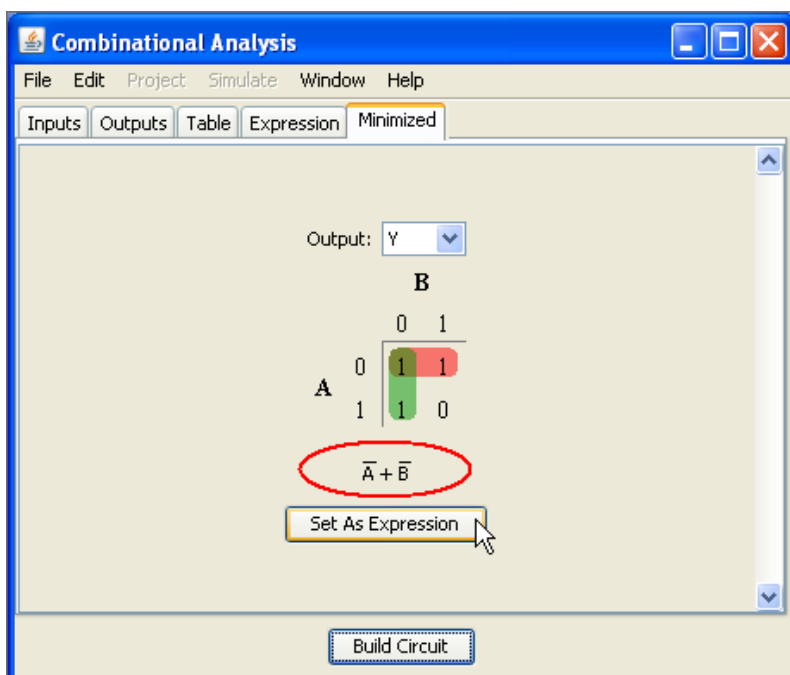 Combinational Analysis
File Edit Project Simulate Window Help
Inputs Outputs Table Expression Minimized
Output: Y
B
0 1
A
0 1 1
1 1 0
A̅ + B̅
Set As Expression
Build Circuit